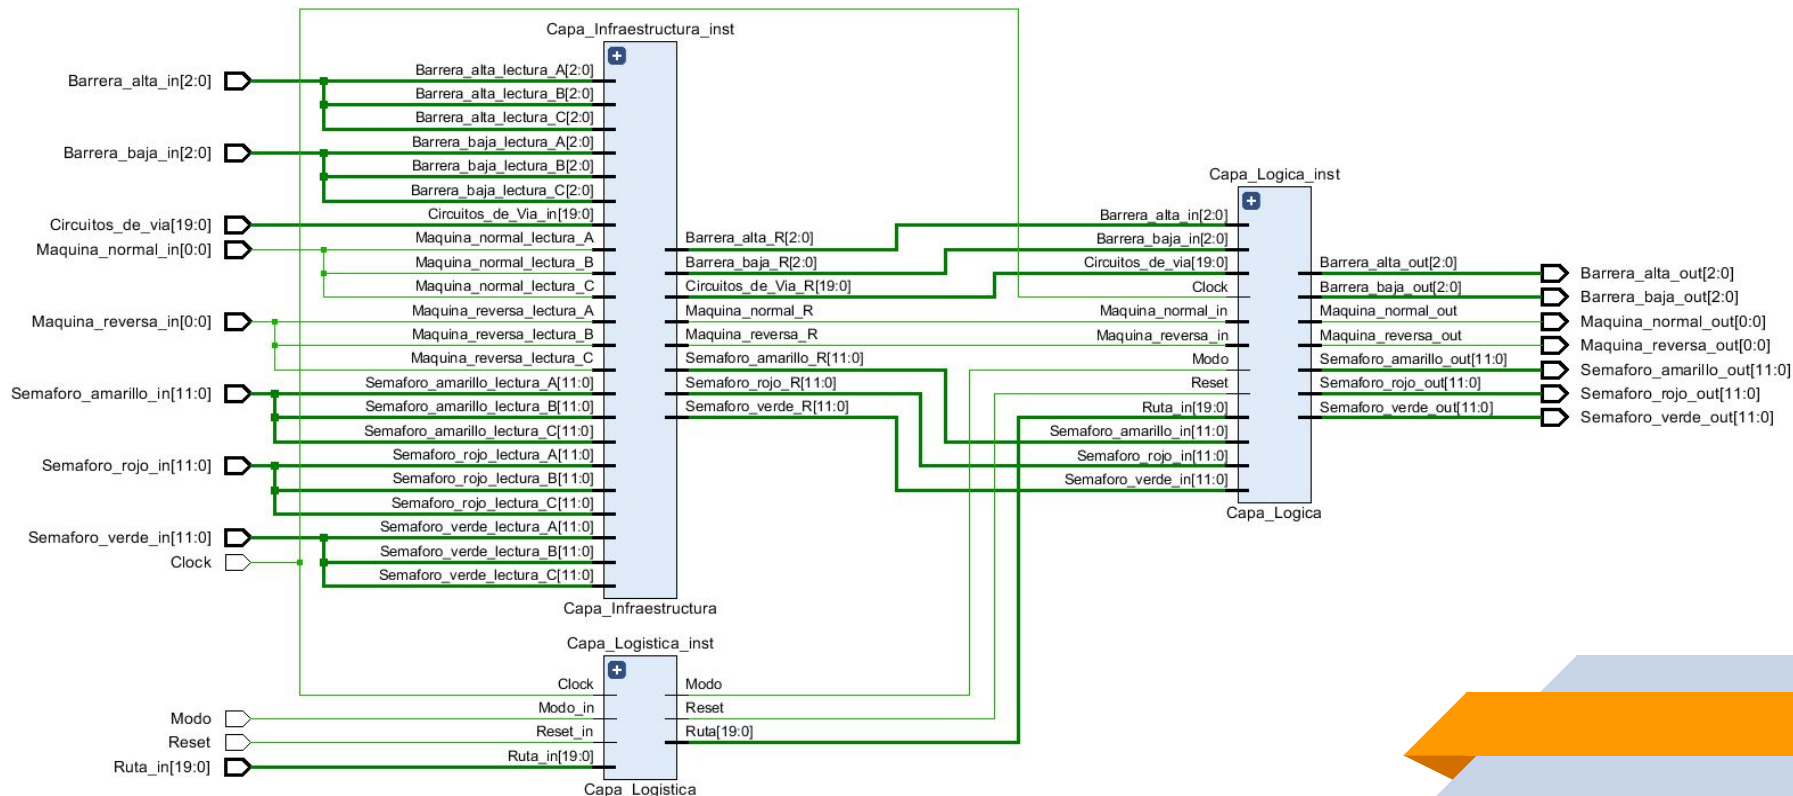 Capa_Infraestructura_inst
Barrera_alta_in[2:0]
Barrera_baja_in[2:0]
Circuitos_de_via[19:0]
Maquina_normal_in[0:0]
Maquina_reversa_in[0:0]
Semaforo_amarillo_in[11:0]
Semaforo_rojo_in[11:0]
Semaforo_verde_in[11:0]
Clock
Barrera_alta_lectura_A[2:0]
Barrera_alta_lectura_B[2:0]
Barrera_alta_lectura_C[2:0]
Barrera_baja_lectura_A[2:0]
Barrera_baja_lectura_B[2:0]
Barrera_baja_lectura_C[2:0]
Circuitos_de_Via_in[19:0]
Maquina_normal_lectura_A
Maquina_normal_lectura_B
Maquina_normal_lectura_C
Maquina_reversa_lectura_A
Maquina_reversa_lectura_B
Maquina_reversa_lectura_C
Semaforo_amarillo_lectura_A[11:0]
Semaforo_amarillo_lectura_B[11:0]
Semaforo_amarillo_lectura_C[11:0]
Semaforo_rojo_lectura_A[11:0]
Semaforo_rojo_lectura_B[11:0]
Semaforo_rojo_lectura_C[11:0]
Semaforo_verde_lectura_A[11:0]
Semaforo_verde_lectura_B[11:0]
Semaforo_verde_lectura_C[11:0]
Barrera_alta_R[2:0]
Barrera_baja_R[2:0]
Circuitos_de_Via_R[19:0]
Maquina_normal_R
Maquina_reversa_R
Semaforo_amarillo_R[11:0]
Semaforo_rojo_R[11:0]
Semaforo_verde_R[11:0]
Capa_Infraestructura
Capa_Logistica_inst
Modo
Reset
Ruta_in[19:0]
Clock
Modo_in
Reset_in
Ruta_in[19:0]
Modo
Reset
Ruta[19:0]
Capa_Logistica
Capa_Logica_inst
Barrera_alta_in[2:0]
Barrera_baja_in[2:0]
Circuitos_de_via[19:0]
Clock
Maquina_normal_in
Maquina_reversa_in
Modo
Reset
Ruta_in[19:0]
Semaforo_amarillo_in[11:0]
Semaforo_rojo_in[11:0]
Semaforo_verde_in[11:0]
Barrera_alta_out[2:0]
Barrera_baja_out[2:0]
Maquina_normal_out
Maquina_reversa_out
Semaforo_amarillo_out[11:0]
Semaforo_rojo_out[11:0]
Semaforo_verde_out[11:0]
Capa_Logica
Barrera_alta_out[2:0]
Barrera_baja_out[2:0]
Maquina_normal_out[0:0]
Maquina_reversa_out[0:0]
Semaforo_amarillo_out[11:0]
Semaforo_rojo_out[11:0]
Semaforo_verde_out[11:0]